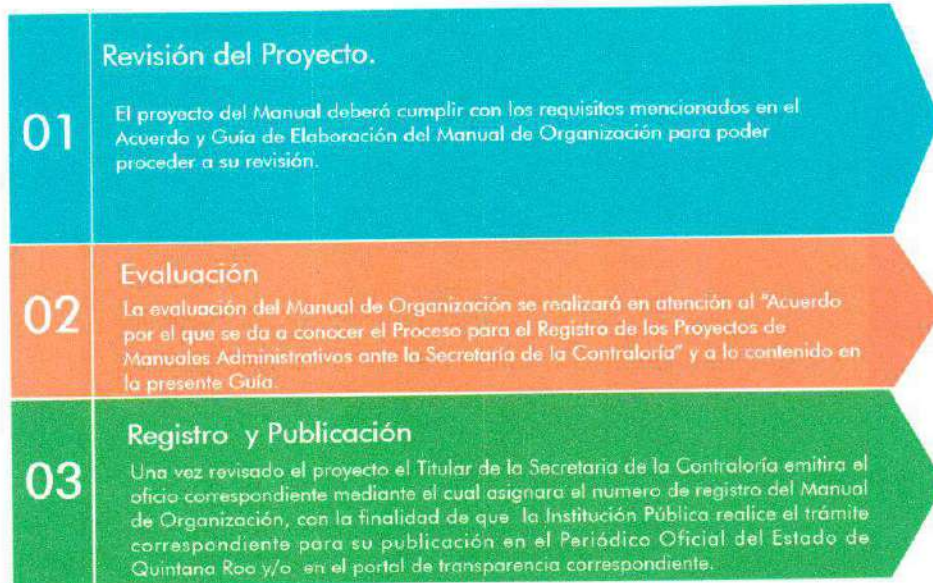 01
Revisión del Proyecto.
El proyecto del Manual deberá cumplir con los requisitos mencionados en el
Acuerdo y Guía de Elaboración del Manual de Organización para poder
proceder a su revisión.
02
Evaluación
La evaluación del Manual de Organización se realizará en atención al "Acuerdo
por el que se da a conocer el Proceso para el Registro de los Proyectos de
Manuales Administrativos ante la Secretaría de la Contraloría" y a lo contenido en
la presente Guía.
03
Registro y Publicación
Una vez revisado el proyecto el Titular de la Secretaria de la Contraloría emitira el
oficio correspondiente mediante el cual asignara el numero de registro del Manual
de Organización, con la finalidad de que la Institución Pública realice el trámite
correspondiente para su publicación en el Periódico Oficial del Estado de
Quintana Roo y/o en el portal de transparencia correspondiente.